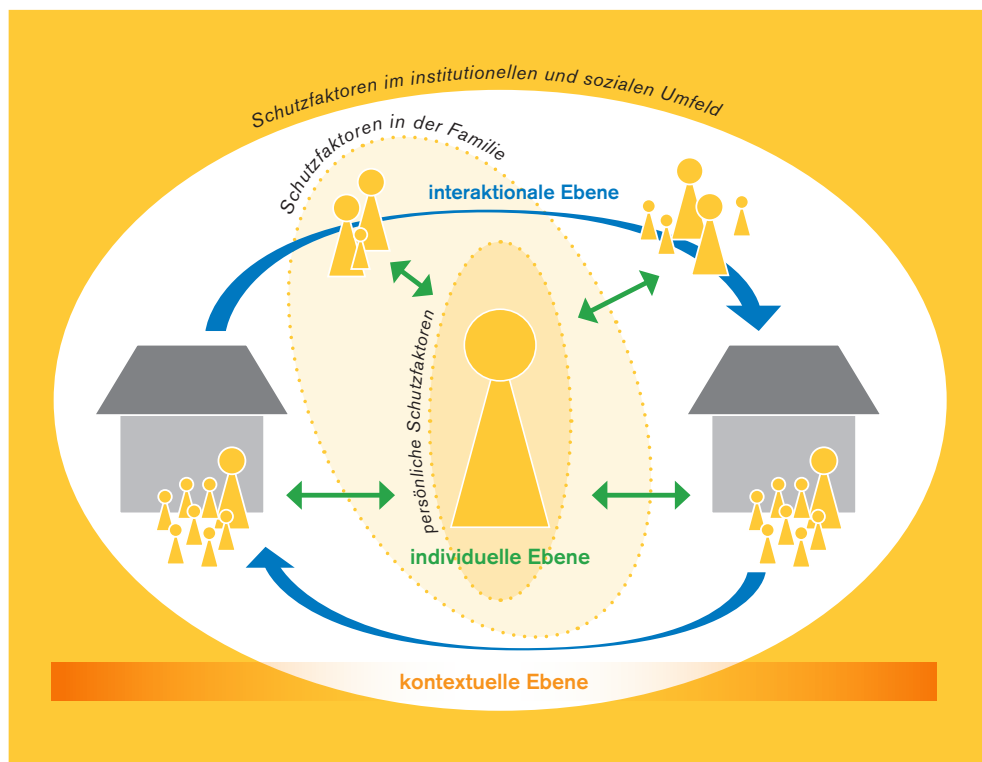 Schutzfaktoren im institutionellen und sozialen Umfeld
Schutzfaktoren in der Familie
interaktionale Ebene
persönliche Schutzfaktoren
individuelle Ebene
kontextuelle Ebene